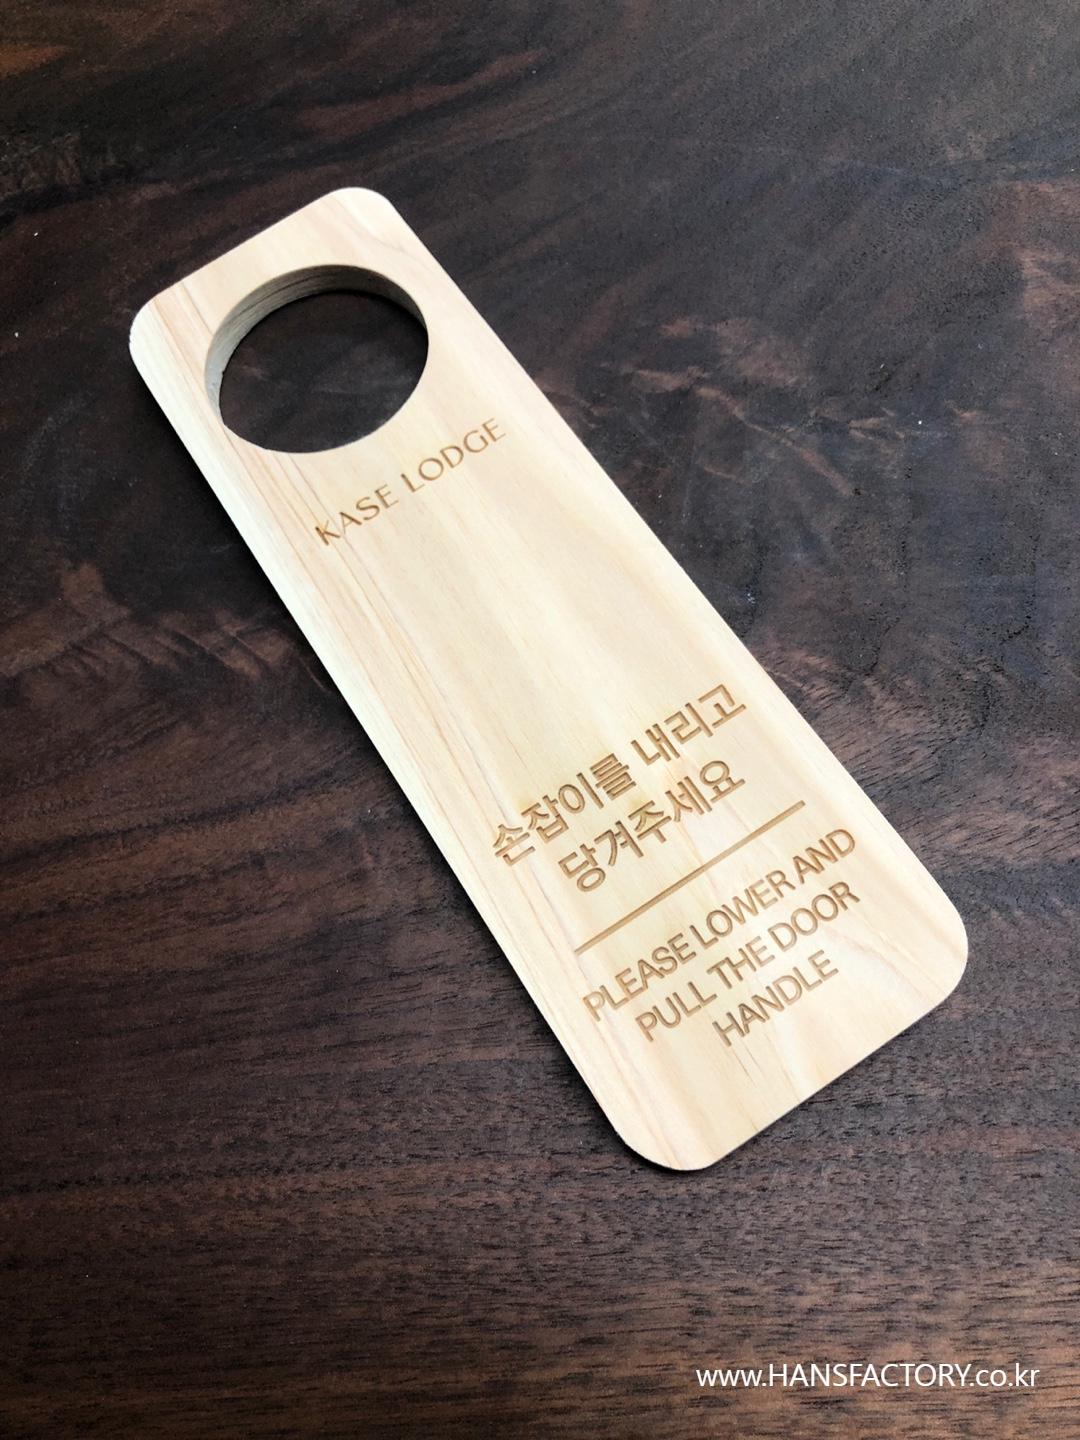 KASE LODGE
손잡이를 내리고
당겨주세요
PLEASE LOWER AND
PULL THE DOOR
HANDLE
www.HANSFACTORY.co.kr